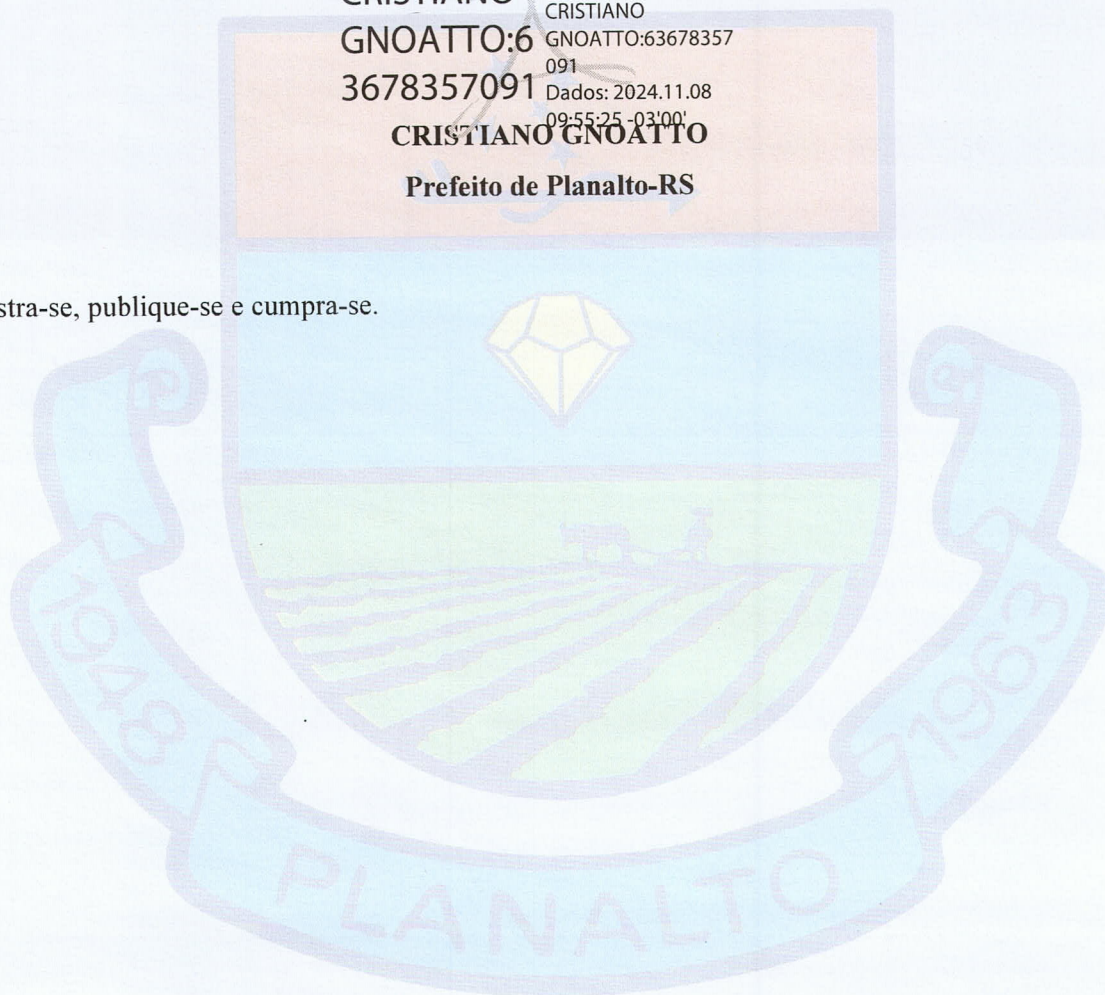 CRISTIANO
GNOATTO:6
3678357091
CRISTIANO
GNOATTO:63678357
091
Dados: 2024.11.08
09:55:25 -03'00'
CRISTIANO GNOATTO
Prefeito de Planalto-RS
stra-se, publique-se e cumpra-se.
1948
1963
PLANALTO